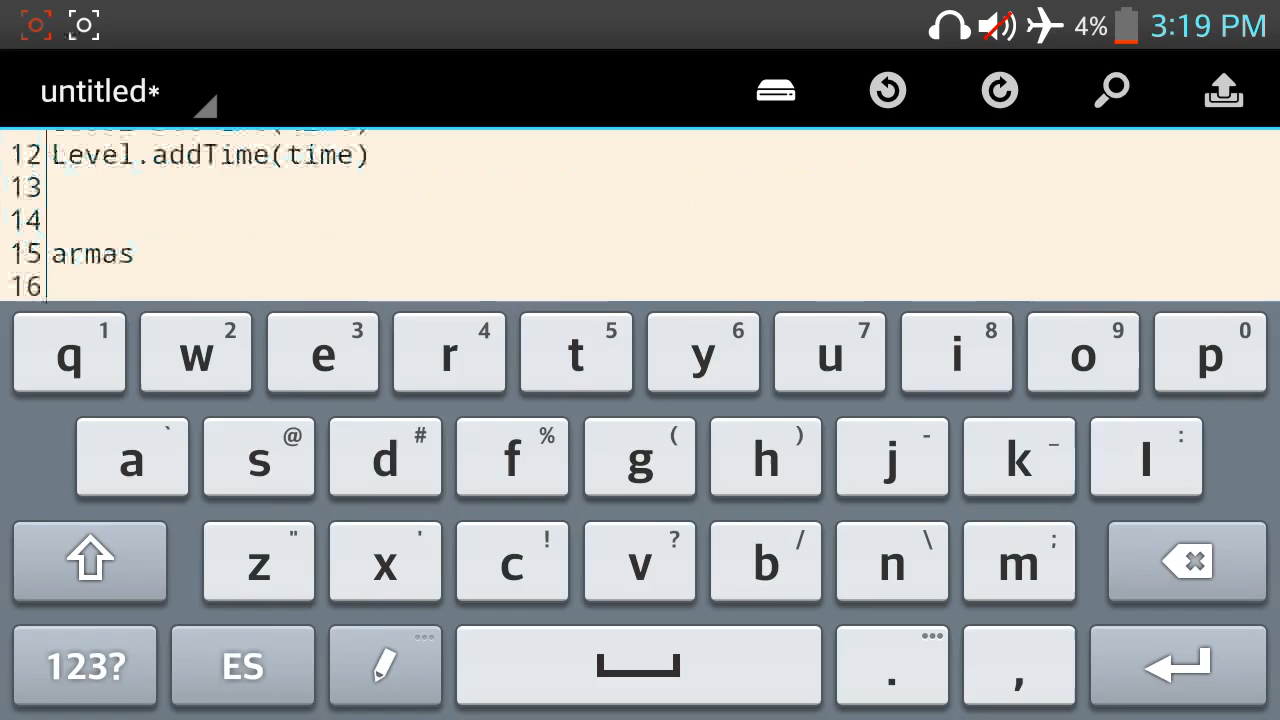 4% 3:19 PM
untitled*
12 Level.addTime(time)
13
14
15 armas
16
q 1 w 2 e 3 r 4 t 5 y 6 u 7 i 8 o 9 p 0
a ` s @ d # f % g ( h ) j - k _ l :
z " x ' c ! v ? b / n \ m ;
123? ES . ,